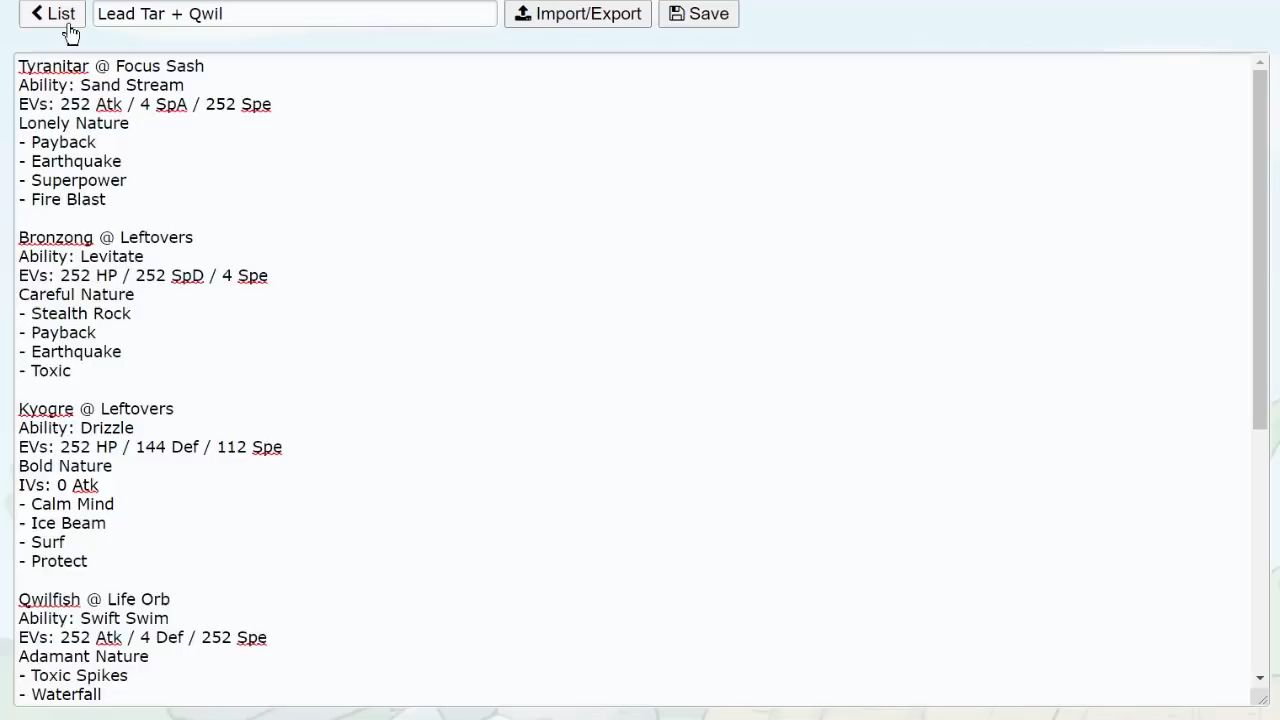 List
Lead Tar + Qwil
Import/Export
Save
Tyranitar @ Focus Sash
Ability: Sand Stream
EVs: 252 Atk / 4 SpA / 252 Spe
Lonely Nature
- Payback
- Earthquake
- Superpower
- Fire Blast
Bronzong @ Leftovers
Ability: Levitate
EVs: 252 HP / 252 SpD / 4 Spe
Careful Nature
- Stealth Rock
- Payback
- Earthquake
- Toxic
Kyogre @ Leftovers
Ability: Drizzle
EVs: 252 HP / 144 Def / 112 Spe
Bold Nature
IVs: 0 Atk
- Calm Mind
- Ice Beam
- Surf
- Protect
Qwilfish @ Life Orb
Ability: Swift Swim
EVs: 252 Atk / 4 Def / 252 Spe
Adamant Nature
- Toxic Spikes
- Waterfall